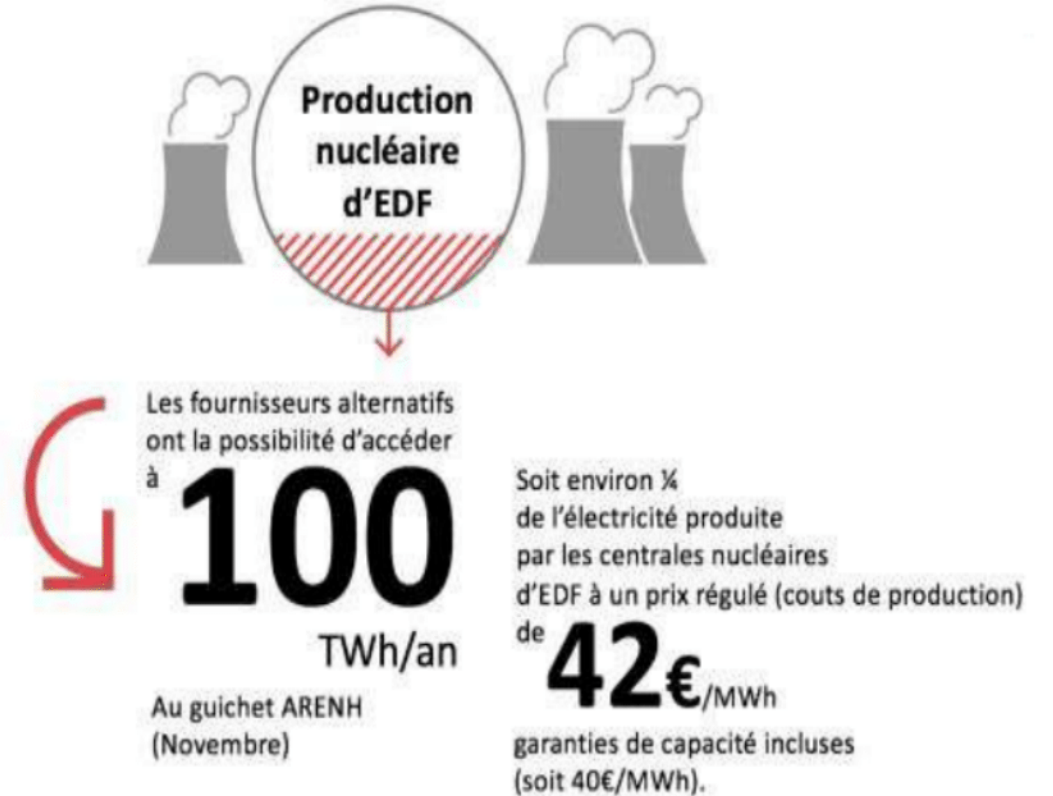 Production
nucléaire
d'EDF
Les fournisseurs alternatifs
ont la possibilité d'accéder
à 100
TWh/an
Au guichet ARENH
(Novembre)
Soit environ ¼
de l'électricité produite
par les centrales nucléaires
d'EDF à un prix régulé (couts de production)
de 42€/MWh
garanties de capacité incluses
(soit 40€/MWh).